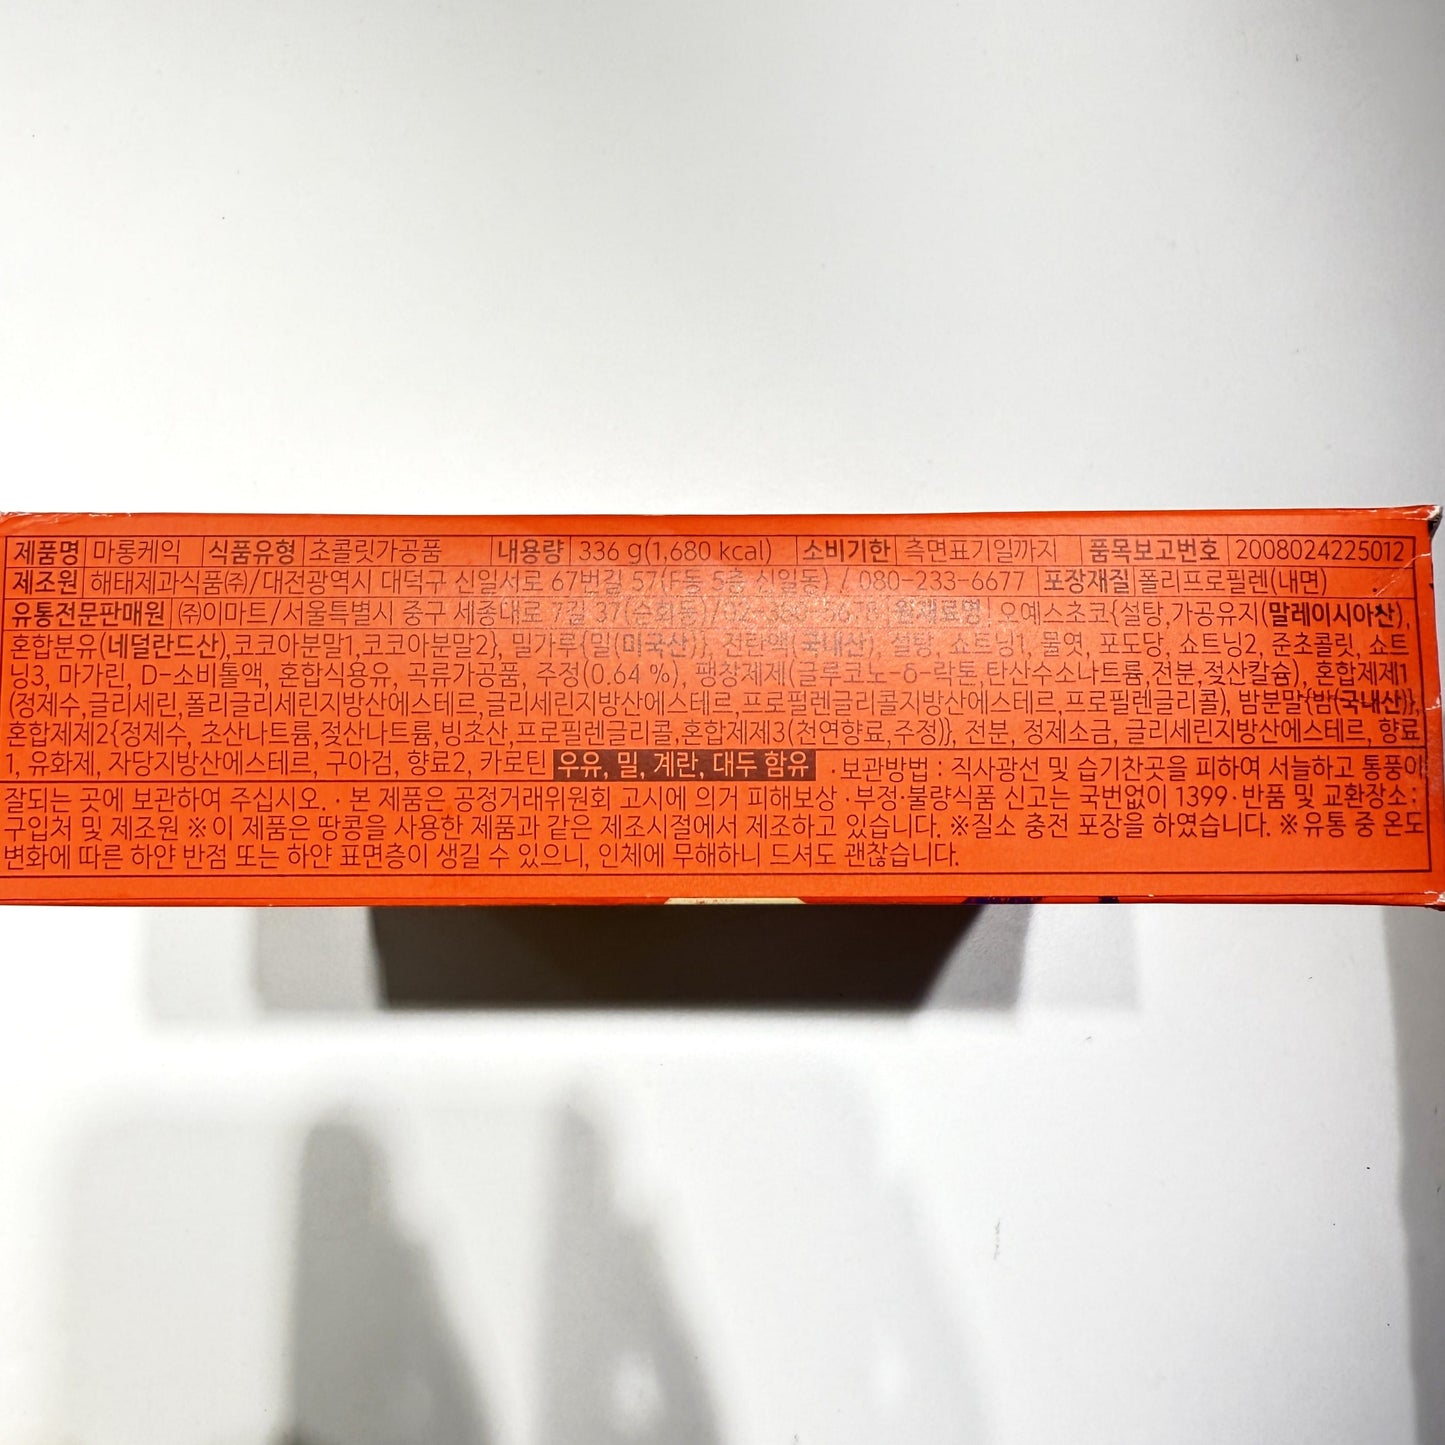 제품명 마롱케익 식품유형 초콜릿가공품 내용량 336 g(1,680 kcal) 소비기한 측면표기일까지 품목보고번호 2008024225012
제조원 해태제과식품㈜/대전광역시 대덕구 신일서로 67번길 57(F동 5층 신일동) / 080-233-6677 포장재질 폴리프로필렌(내면)
유통전문판매원 ㈜이마트/서울특별시 중구 세종대로 7길 37(순화동)/02- 원재료명 오예스초코{설탕,가공유지(말레이시아산),
혼합분유(네덜란드산),코코아분말1,코코아분말2}, 밀가루{밀(미국산)}, 전란액(국내산), 설탕, 쇼트닝1, 물엿, 포도당, 쇼트닝2, 준초콜릿, 쇼트
닝3, 마가린, D-소비톨액, 혼합식용유, 곡류가공품, 주정(0.64 %), 팽창제제(글루코노-δ-락톤,탄산수소나트륨,전분,젖산칼슘), 혼합제제1
(정제수,글리세린,폴리글리세린지방산에스테르,글리세린지방산에스테르,프로필렌글리콜지방산에스테르,프로필렌글리콜), 밤분말{밤(국내산)},
혼합제제2{정제수, 초산나트륨,젖산나트륨,빙초산,프로필렌글리콜,혼합제제3(천연향료,주정)}, 전분, 정제소금, 글리세린지방산에스테르, 향료
1, 유화제, 자당지방산에스테르, 구아검, 향료2, 카로틴 우유, 밀, 계란, 대두 함유 ·보관방법 : 직사광선 및 습기찬곳을 피하여 서늘하고 통풍이
잘되는 곳에 보관하여 주십시오. · 본 제품은 공정거래위원회 고시에 의거 피해보상 ·부정·불량식품 신고는 국번없이 1399· 반품 및 교환장소 :
구입처 및 제조원 ※이 제품은 땅콩을 사용한 제품과 같은 제조시설에서 제조하고 있습니다. ※질소 충전 포장을 하였습니다. ※유통 중 온도
변화에 따른 하얀 반점 또는 하얀 표면층이 생길 수 있으니, 인체에 무해하니 드셔도 괜찮습니다.